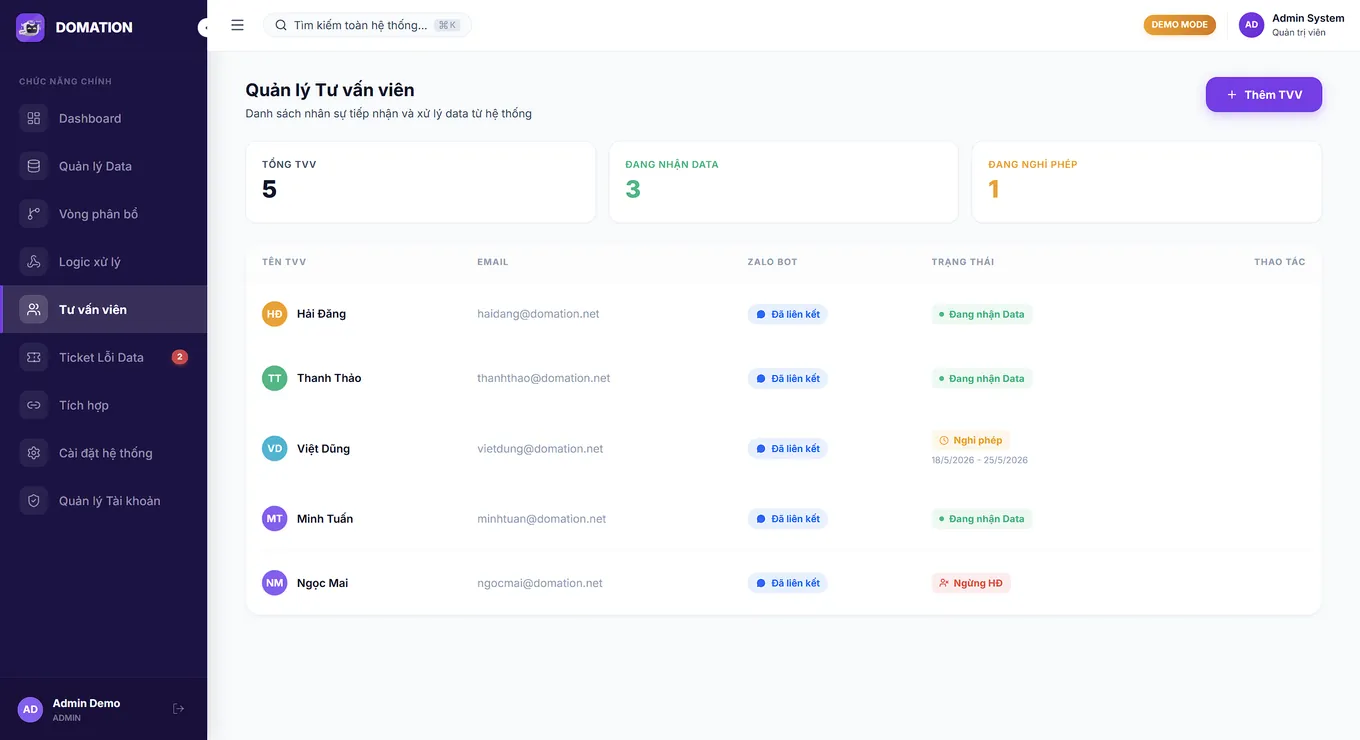 DOMATION
Tìm kiếm toàn hệ thống... ⌘K
DEMO MODE
AD
Admin System
Quản trị viên
CHỨC NĂNG CHÍNH
Dashboard
Quản lý Data
Vòng phân bổ
Logic xử lý
Tư vấn viên
Ticket Lỗi Data 2
Tích hợp
Cài đặt hệ thống
Quản lý Tài khoản
AD
Admin Demo
ADMIN
Quản lý Tư vấn viên
Danh sách nhân sự tiếp nhận và xử lý data từ hệ thống
+ Thêm TVV
TỔNG TVV
5
ĐANG NHẬN DATA
3
ĐANG NGHỈ PHÉP
1
TÊN TVV EMAIL ZALO BOT TRẠNG THÁI THAO TÁC
HĐ Hải Đăng haidang@domation.net Đã liên kết Đang nhận Data
TT Thanh Thảo thanhthao@domation.net Đã liên kết Đang nhận Data
VD Việt Dũng vietdung@domation.net Đã liên kết Nghỉ phép
18/5/2026 - 25/5/2026
MT Minh Tuấn minhtuan@domation.net Đã liên kết Đang nhận Data
NM Ngọc Mai ngocmai@domation.net Đã liên kết Ngừng HĐ